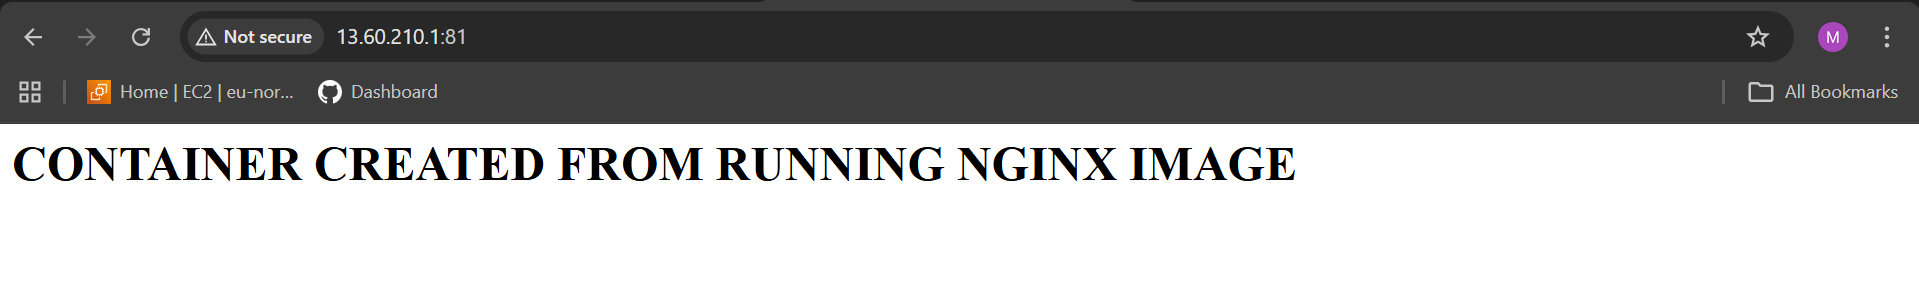 Not secure 13.60.210.1:81 M
Home | EC2 | eu-nor... Dashboard All Bookmarks
CONTAINER CREATED FROM RUNNING NGINX IMAGE